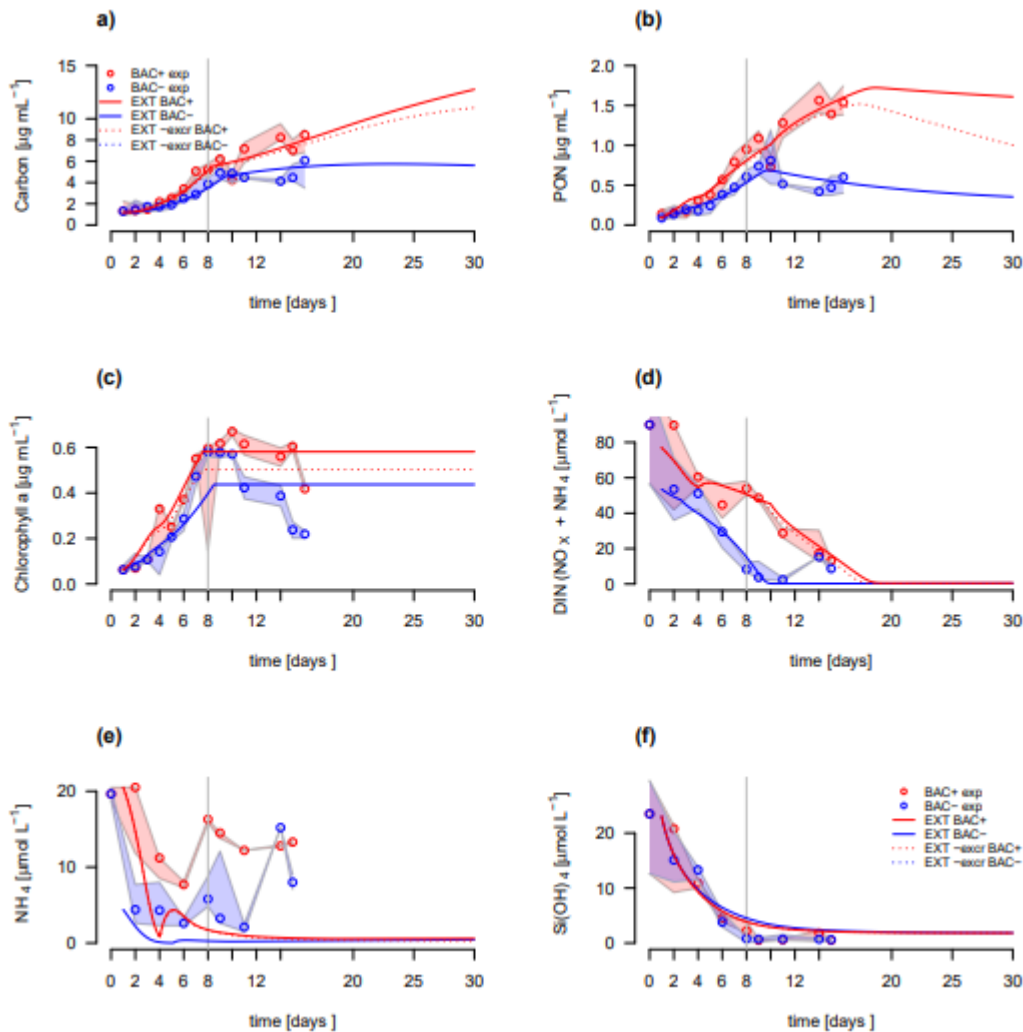 a)
Carbon [µg mL⁻¹]
15
10
8
6
4
2
0
BAC+ exp
BAC− exp
EXT BAC+
EXT BAC−
EXT −excr BAC+
EXT −excr BAC−
0 2 4 6 8 12 20 30
time [days ]
b)
PON [µg mL⁻¹]
2.0
1.5
1.0
0.5
0.0
0 2 4 6 8 12 20 30
time [days ]
(c)
Chlorophyll a [µg mL⁻¹]
0.6
0.4
0.2
0.0
0 2 4 6 8 12 20 30
time [days ]
(d)
DIN (NO x + NH₄ [µmol L⁻¹]
80
60
40
20
0
0 2 4 6 8 12 20 30
time [days]
(e)
NH₄ [µmol L⁻¹]
20
10
0
0 2 4 6 8 12 20 30
time [days ]
(f)
Si(OH) ₄ [µmol L⁻¹]
20
10
0
BAC+ exp
BAC− exp
EXT BAC+
EXT BAC−
EXT −excr BAC+
EXT −excr BAC−
0 2 4 6 8 12 20 30
time [days ]